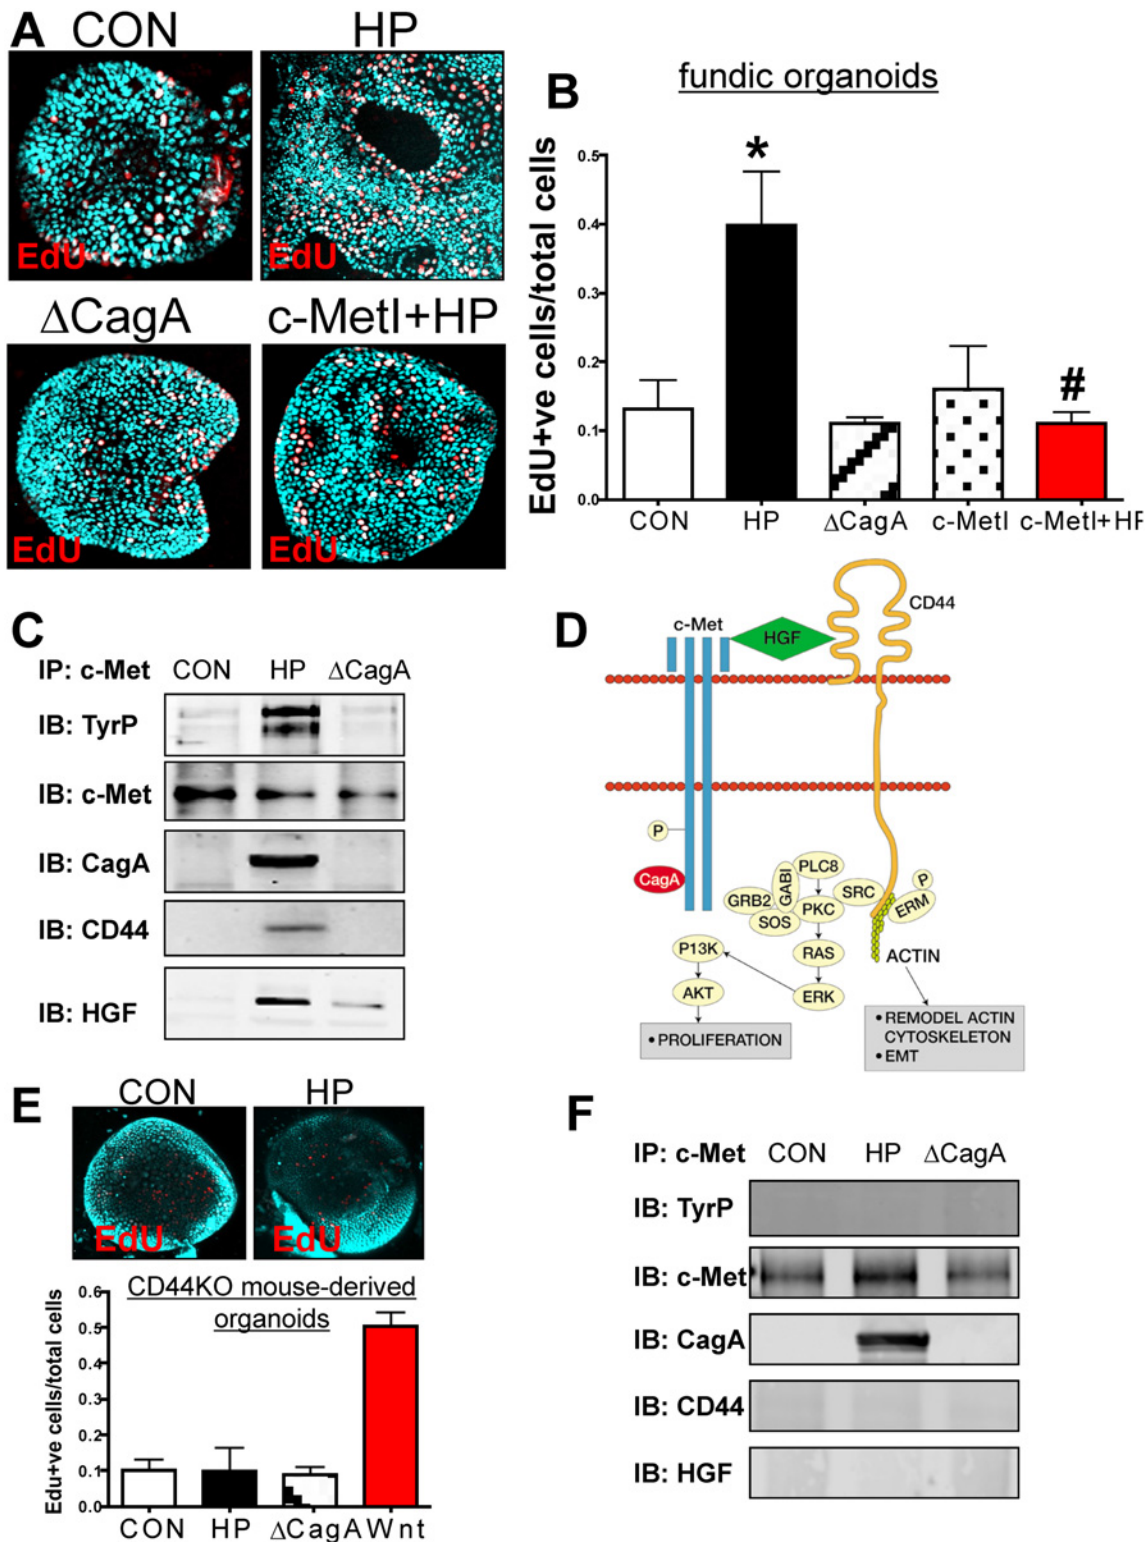 A
CON
HP
EdU
EdU
ΔCagA
c-MetI+HP
EdU
EdU
B
fundic organoids
EdU+ve cells/total cells
0.5
0.4
0.3
0.2
0.1
0.0
*
#
CON
HP
ΔCagA
c-MetI
c-MetI+HP
C
IP: c-Met
CON
HP
ΔCagA
IB: TyrP
IB: c-Met
IB: CagA
IB: CD44
IB: HGF
D
c-Met
HGF
CD44
P
CagA
GRB2
GABI
SOS
PLC8
PKC
SRC
P
ERM
P13K
RAS
ACTIN
AKT
ERK
• PROLIFERATION
• REMODEL ACTIN
CYTOSKELETON
• EMT
E
CON
HP
EdU
EdU
CD44KO mouse-derived
organoids
Edu+ve cells/total cells
0.6
0.5
0.4
0.3
0.2
0.1
0.0
CON
HP
ΔCagA
Wnt
F
IP: c-Met
CON
HP
ΔCagA
IB: TyrP
IB: c-Met
IB: CagA
IB: CD44
IB: HGF